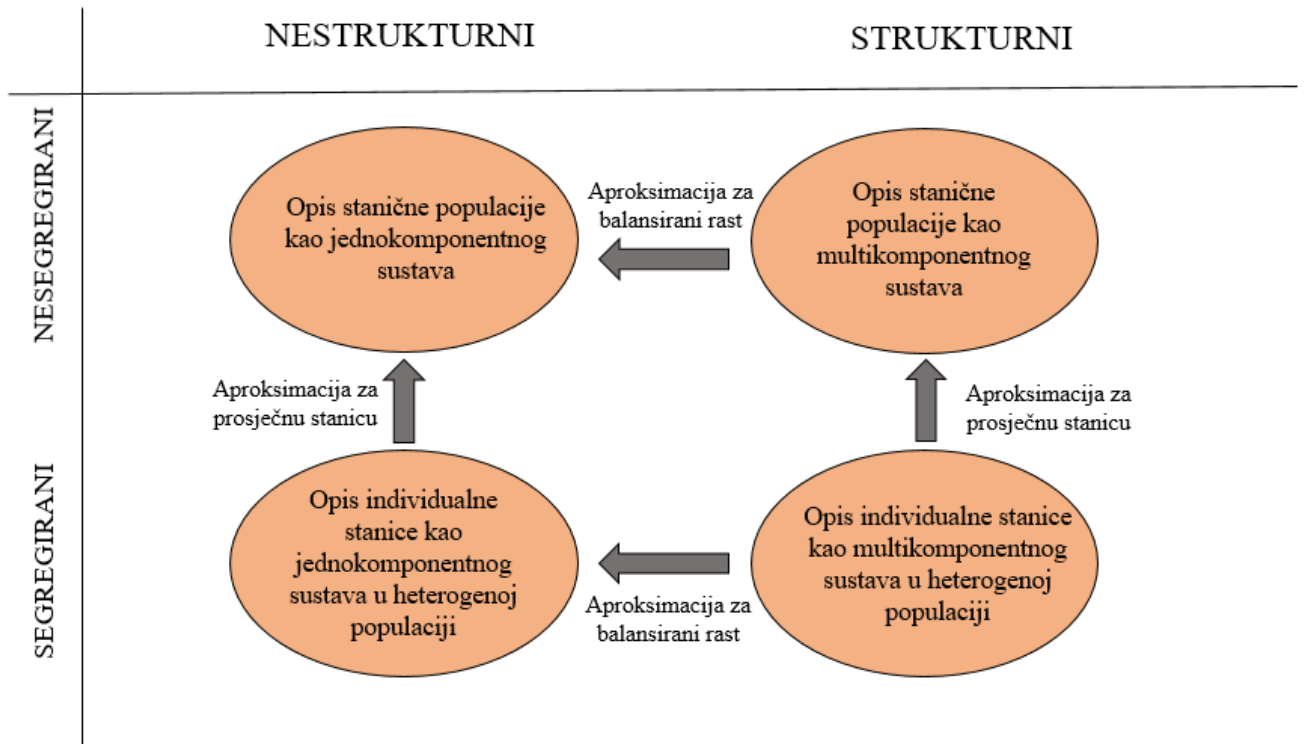 NESTRUKTURNI
STRUKTURNI
NESEGREGIRANI
Opis stanične populacije
kao jednokomponentnog
sustava
Aproksimacija za
balansirani rast
Opis stanične
populacije kao
multikomponentnog
sustava
Aproksimacija za
prosječnu stanicu
Aproksimacija za
prosječnu stanicu
SEGREGIRANI
Opis individualne
stanice kao
jednokomponentnog
sustava u heterogenoj
populaciji
Aproksimacija za
balansirani rast
Opis individualne stanice
kao multikomponentnog
sustava u heterogenoj
populaciji